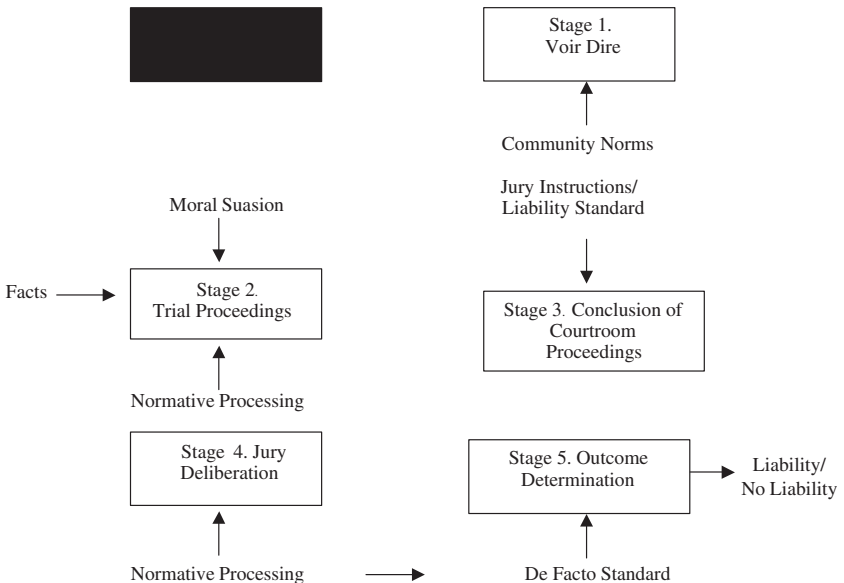 Stage 1.
Voir Dire
Community Norms
Jury Instructions/
Liability Standard
Moral Suasion
Facts
Stage 2.
Trial Proceedings
Stage 3. Conclusion of
Courtroom
Proceedings
Normative Processing
Stage 4. Jury
Deliberation
Stage 5. Outcome
Determination
Liability/
No Liability
Normative Processing
De Facto Standard